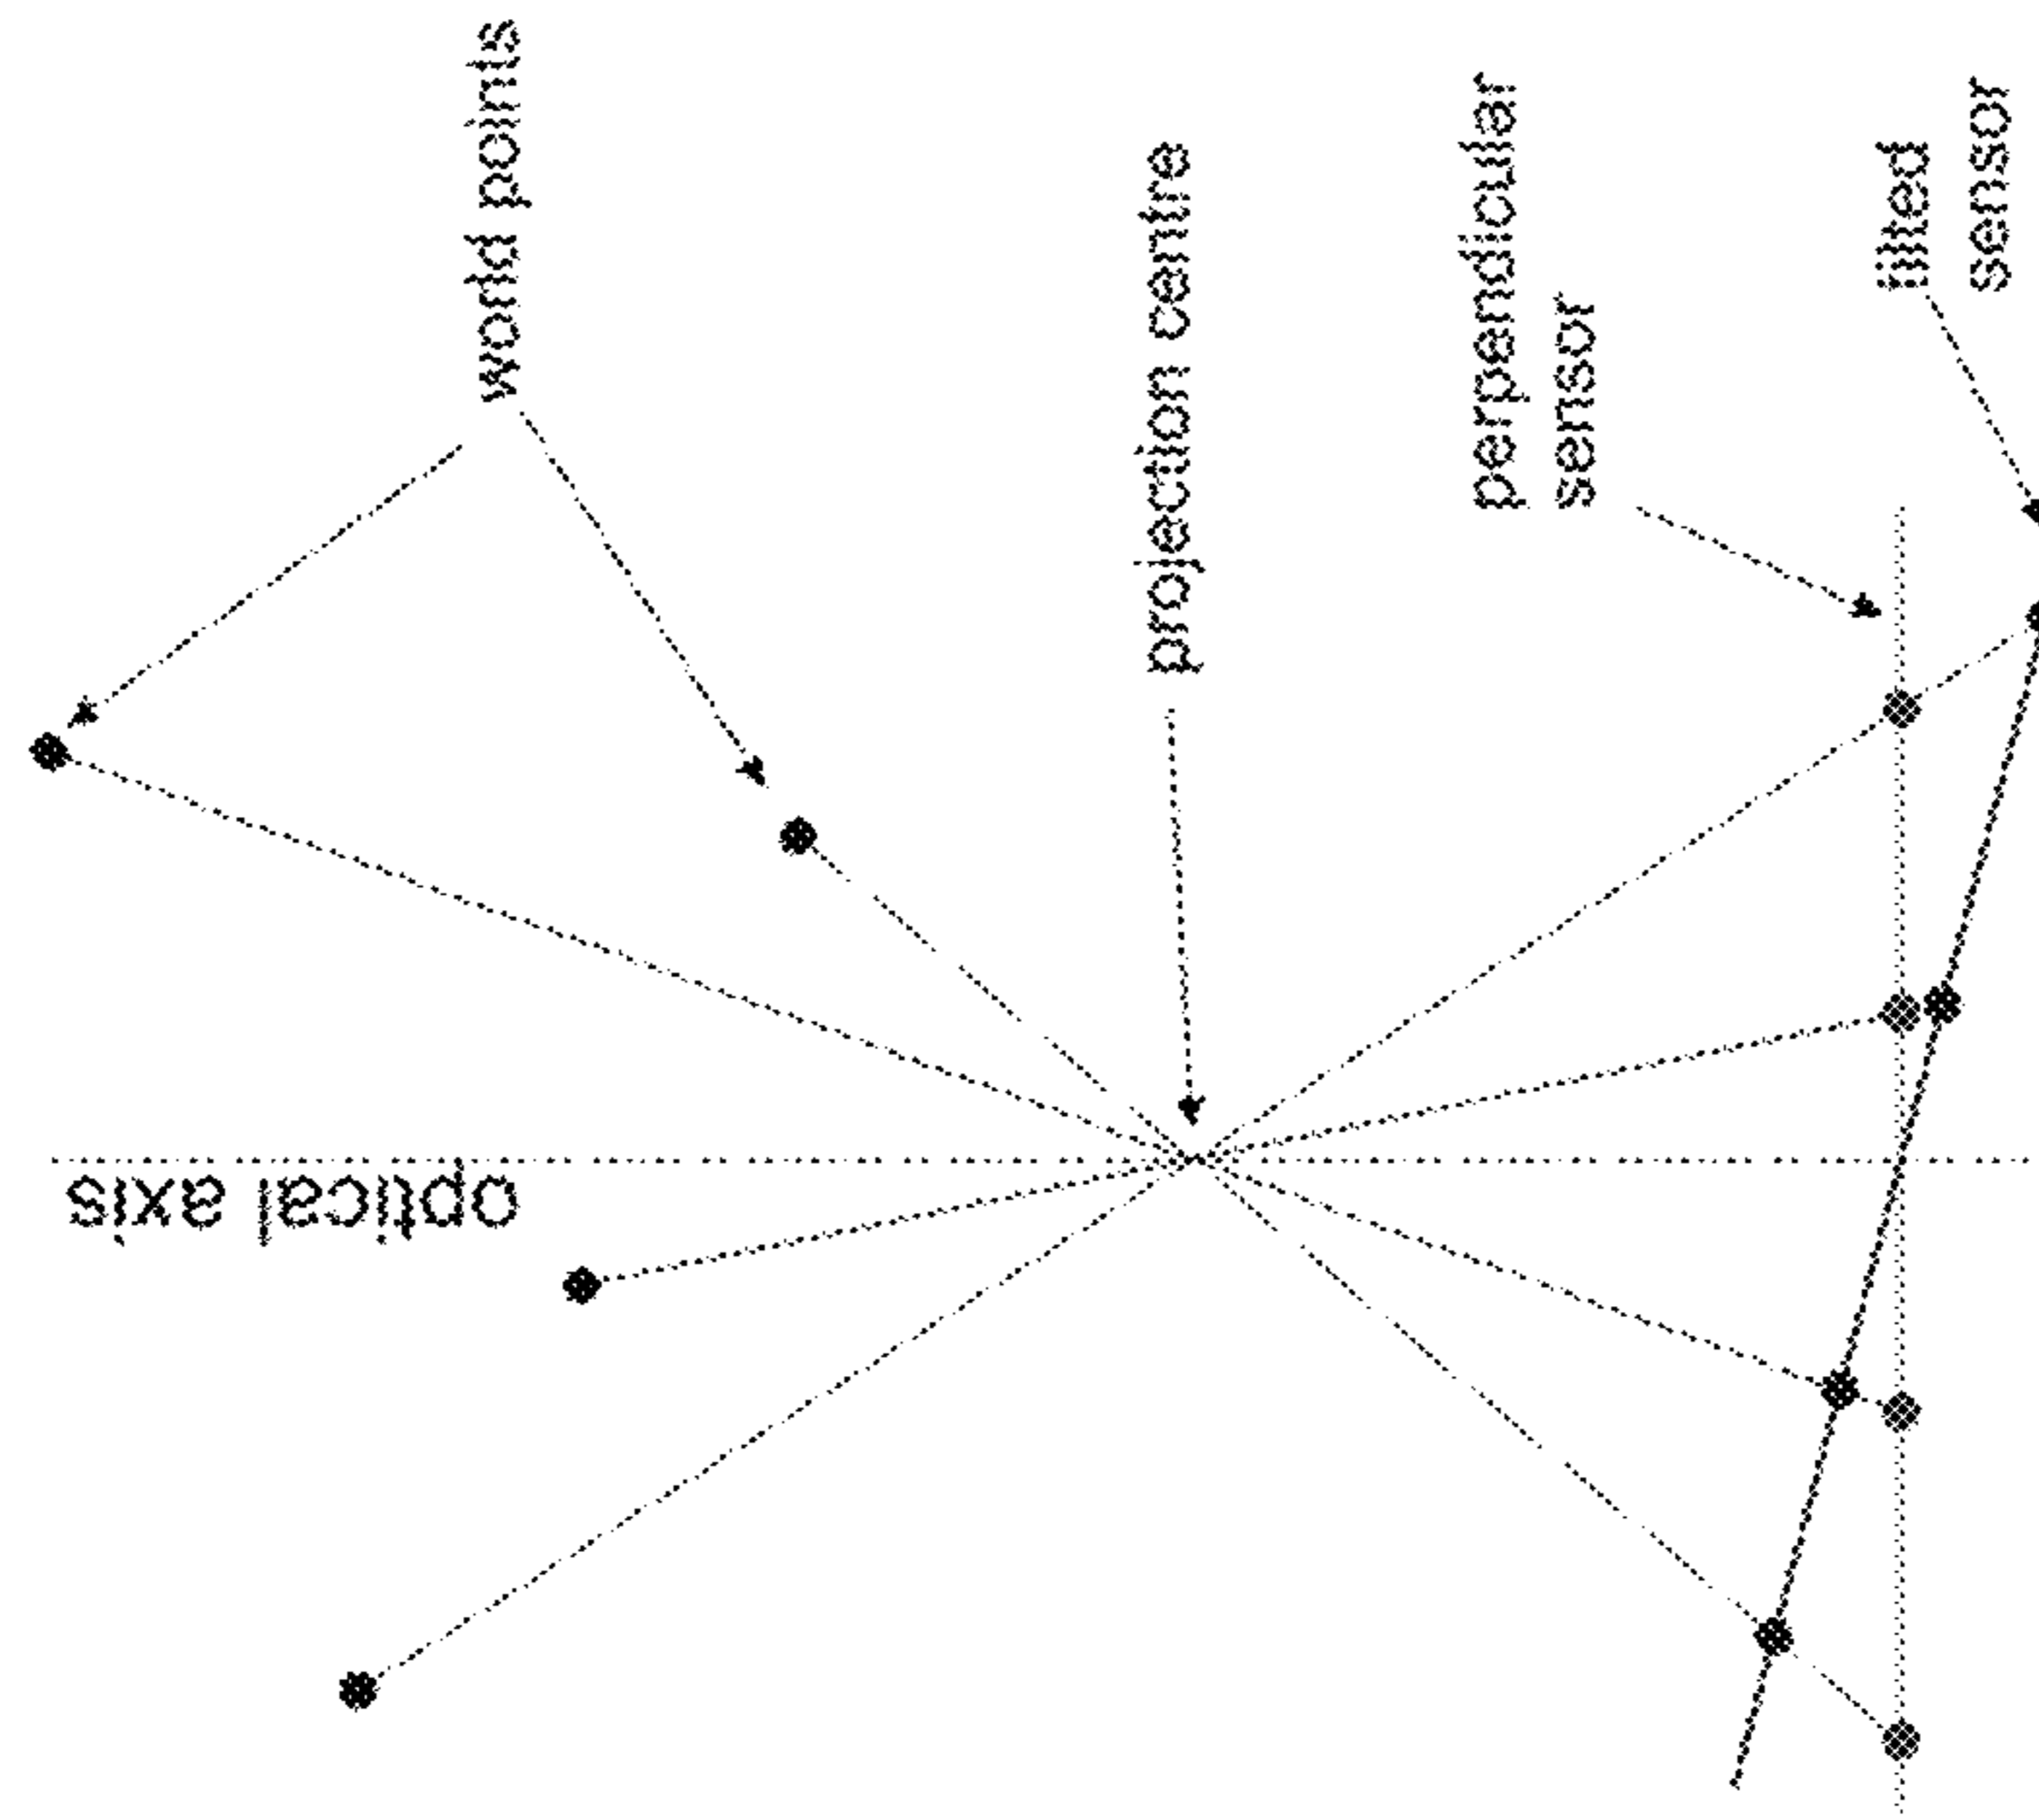 world points
projection centre
perpendicular
sensor
tilted
sensor
optical axis